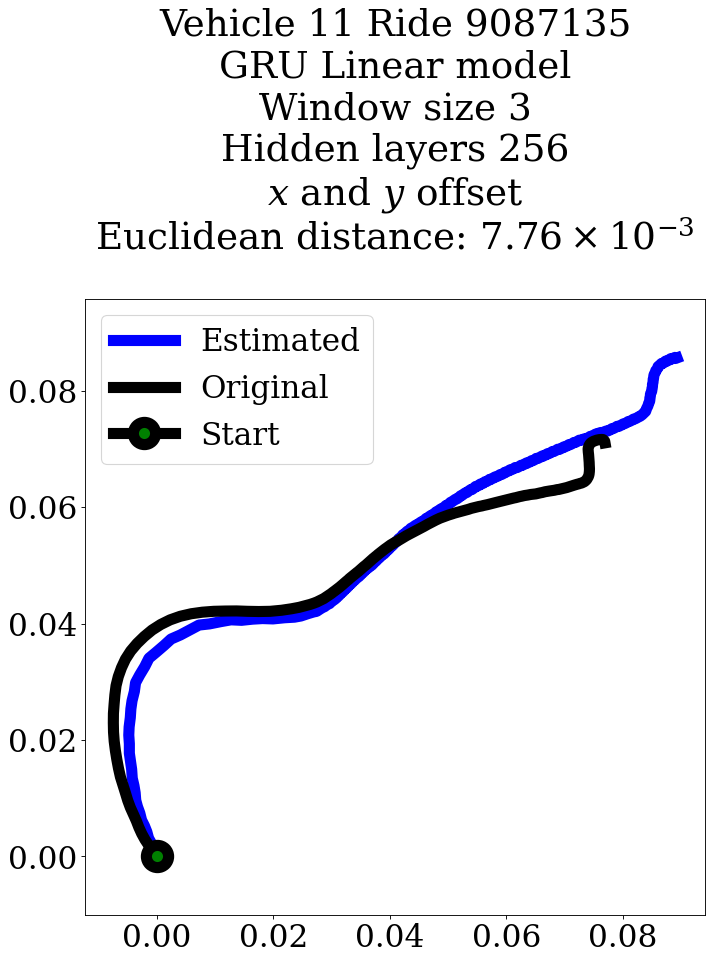 Vehicle 11 Ride 9087135
GRU Linear model
Window size 3
Hidden layers 256
x and y offset
Euclidean distance: 7.76 × 10⁻³
Estimated
Original
Start
0.08
0.06
0.04
0.02
0.00
0.00 0.02 0.04 0.06 0.08